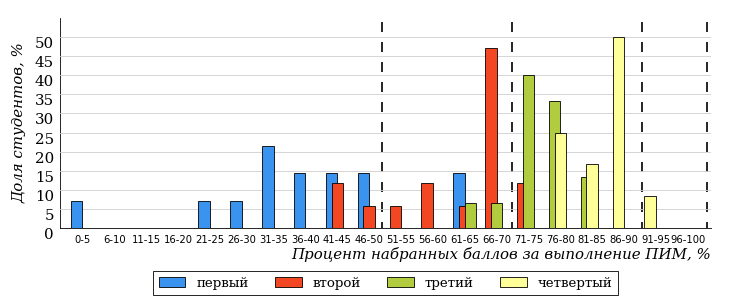 Доля студентов, %
50
45
40
35
30
25
20
15
10
5
0
0-5 6-10 11-15 16-20 21-25 26-30 31-35 36-40 41-45 46-50 51-55 56-60 61-65 66-70 71-75 76-80 81-85 86-90 91-95 96-100
Процент набранных баллов за выполнение ПИМ, %
первый второй третий четвертый